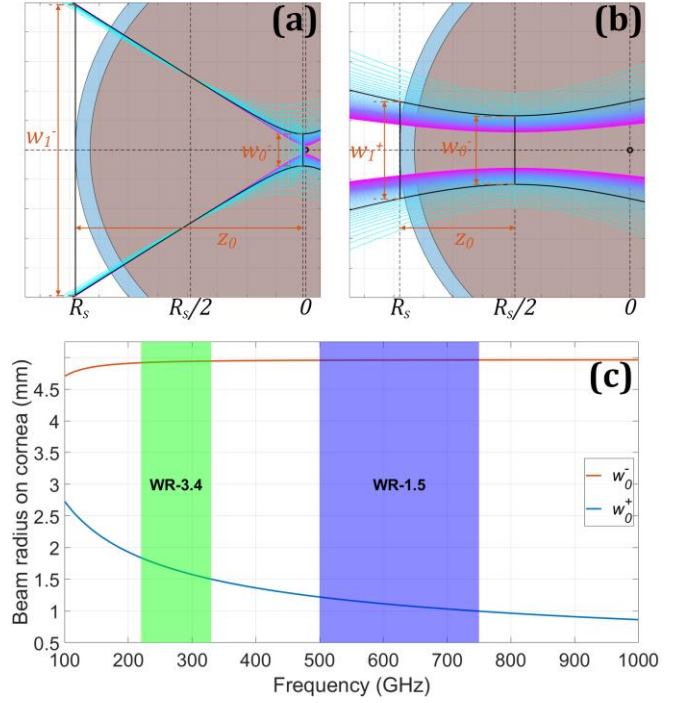 (a)
w₁⁻
w₀⁻
z₀
Rₛ
Rₛ/2
0
(b)
w₁⁺
w₀⁻
z₀
Rₛ
Rₛ/2
0
(c)
Beam radius on cornea (mm)
4.5
4
3.5
3
2.5
2
1.5
1
0.5
WR-3.4
WR-1.5
w₀⁻
w₀⁺
100
200
300
400
500
600
700
800
900
1000
Frequency (GHz)